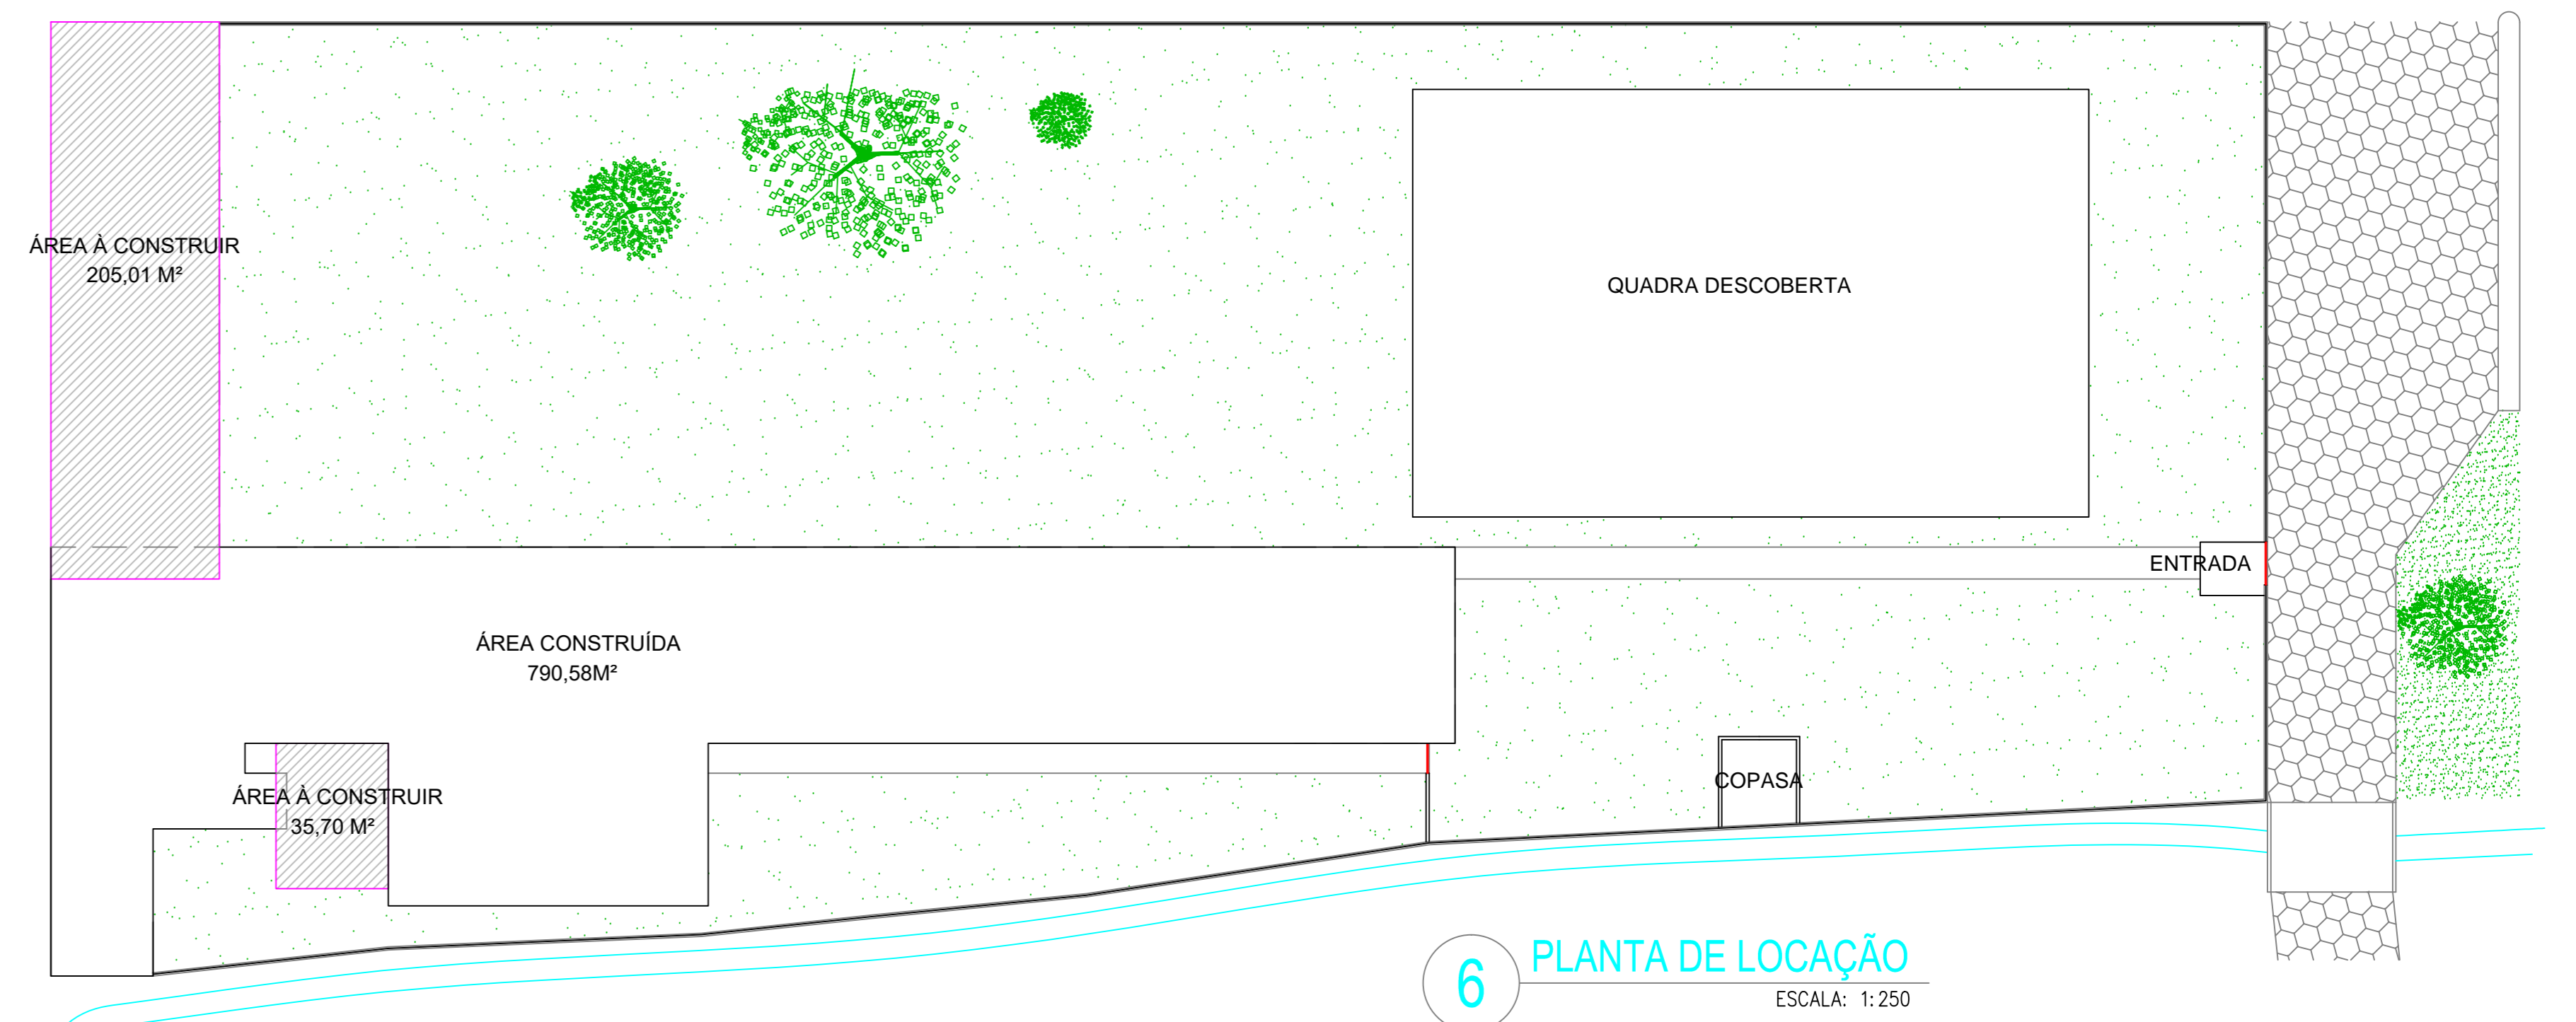 ÁREA À CONSTRUIR
205,01 M²
QUADRA DESCOBERTA
ENTRADA
ÁREA CONSTRUÍDA
790,58M²
COPASA
ÁREA À CONSTRUIR
35,70 M²
6
PLANTA DE LOCAÇÃO
ESCALA: 1:250